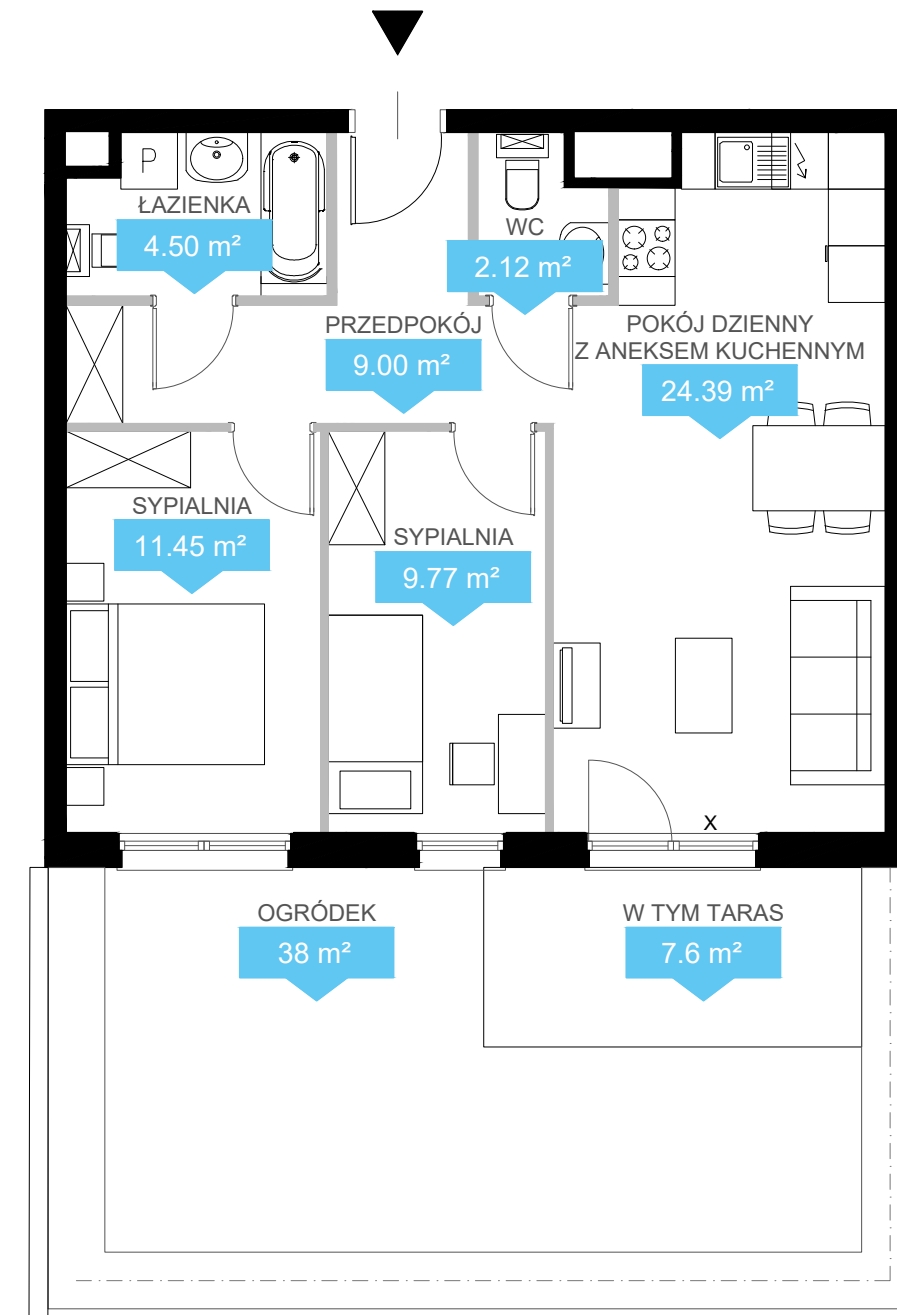 P
ŁAZIENKA
4.50 m²
WC
2.12 m²
PRZEDPOKÓJ
9.00 m²
POKÓJ DZIENNY
Z ANEKSEM KUCHENNYM
24.39 m²
SYPIALNIA
11.45 m²
SYPIALNIA
9.77 m²
X
OGRÓDEK
38 m²
W TYM TARAS
7.6 m²